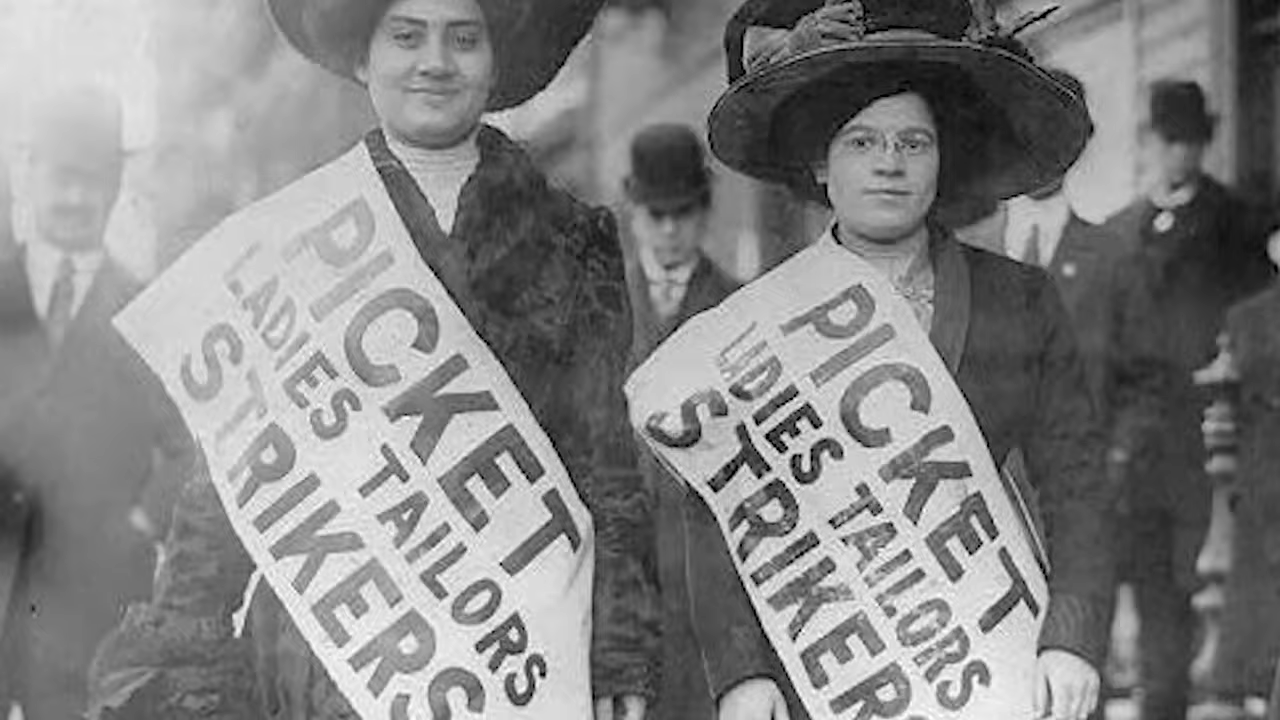 PICKET
LADIES TAILORS
STRIKERS
PICKET
LADIES TAILORS
STRIKERS